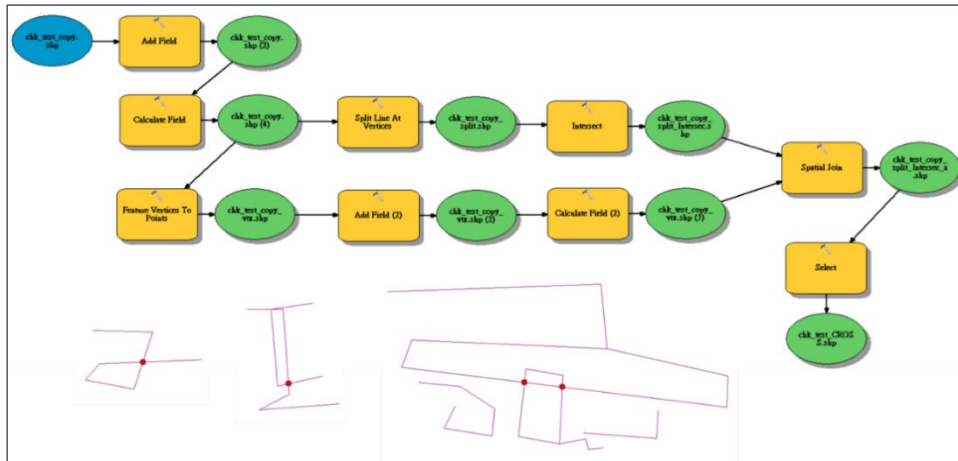 chk_test_copy.
shp
Add Field
chk_test_copy.
shp (2)
Calculate Field
chk_test_copy.
shp (4)
Split Line At
Vertices
chk_test_copy_
split.shp
Intersect
chk_test_copy_
split_Intersec.s
hp
Spatial Join
chk_test_copy_
split_Intersec_a
.shp
Feature Vertices To
Points
chk_test_copy_
vtx.shp
Add Field (2)
chk_test_copy_
vtx.shp (2)
Calculate Field (2)
chk_test_copy_
vtx.shp (3)
Select
chk_test_CROS
S.shp